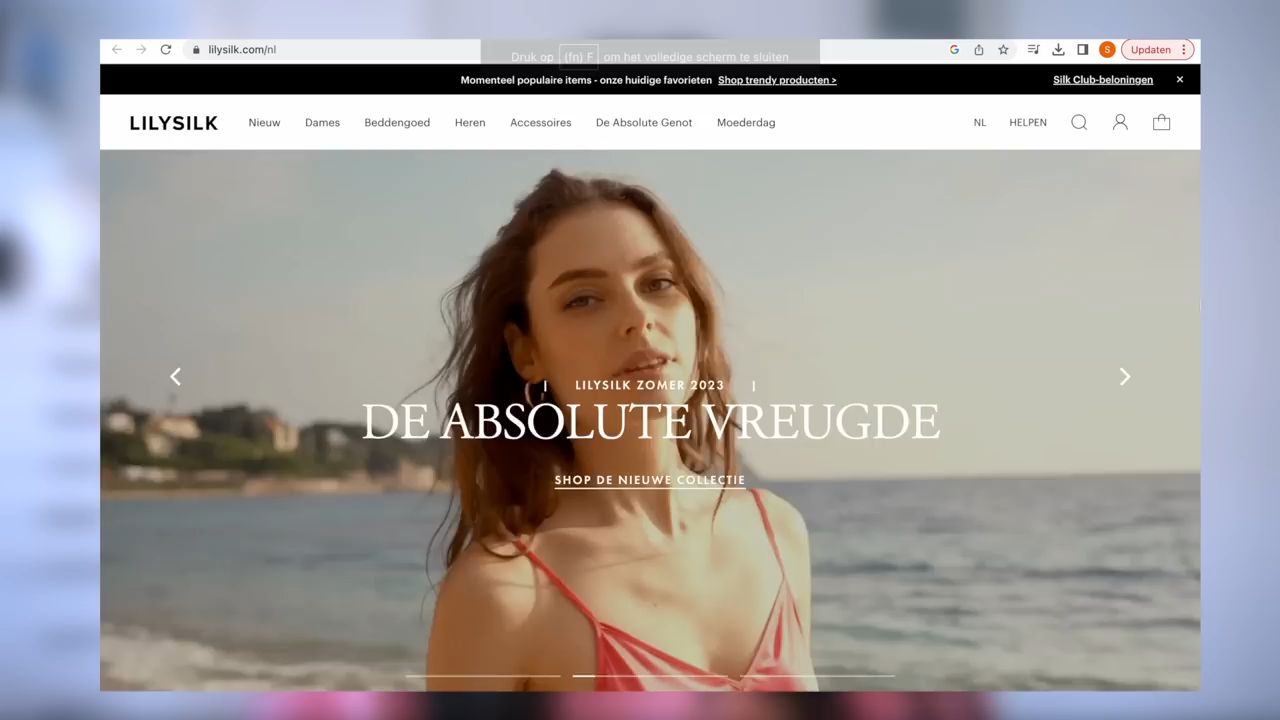 lilysilk.com/nl
Druk op (fn) F om het volledige scherm te sluiten
S
Updaten
Momenteel populaire items - onze huidige favorieten Shop trendy producten >
Silk Club-beloningen
LILYSILK Nieuw Dames Beddengoed Heren Accessoires De Absolute Genot Moederdag NL HELPEN
| LILYSILK ZOMER 2023 |
DE ABSOLUTE VREUGDE
SHOP DE NIEUWE COLLECTIE